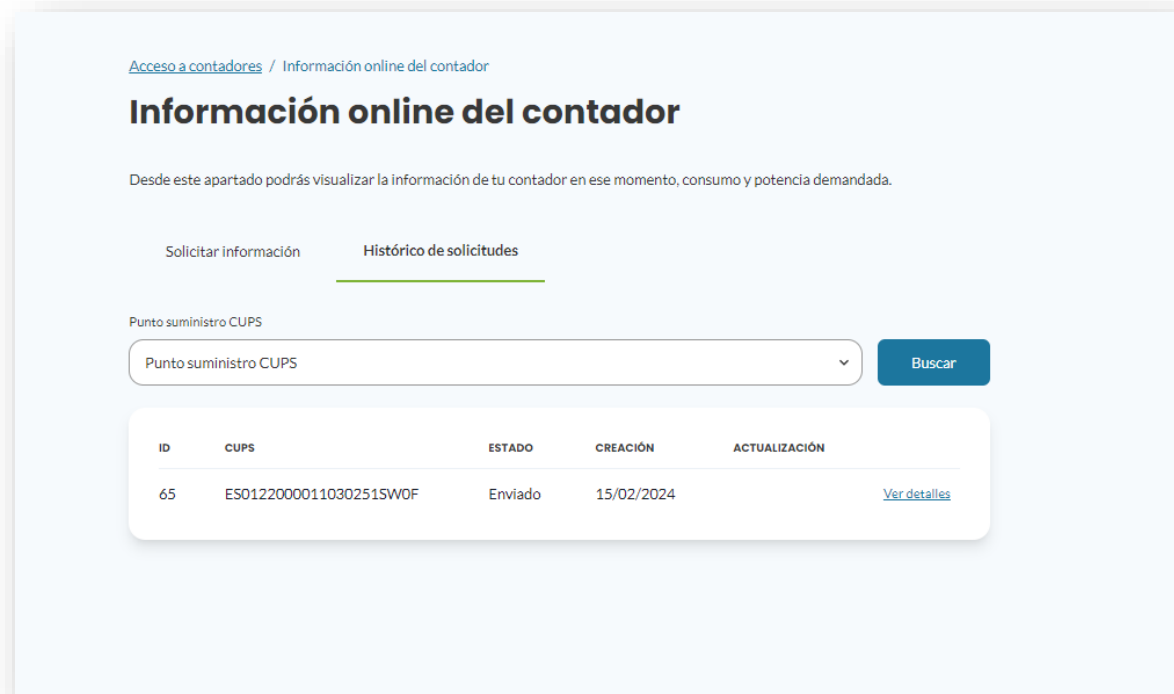 Acceso a contadores / Información online del contador
Información online del contador
Desde este apartado podrás visualizar la información de tu contador en ese momento, consumo y potencia demandada.
Solicitar información Histórico de solicitudes
Punto suministro CUPS
Punto suministro CUPS Buscar
ID CUPS ESTADO CREACIÓN ACTUALIZACIÓN
65 ES0122000011030251SW0F Enviado 15/02/2024 Ver detalles